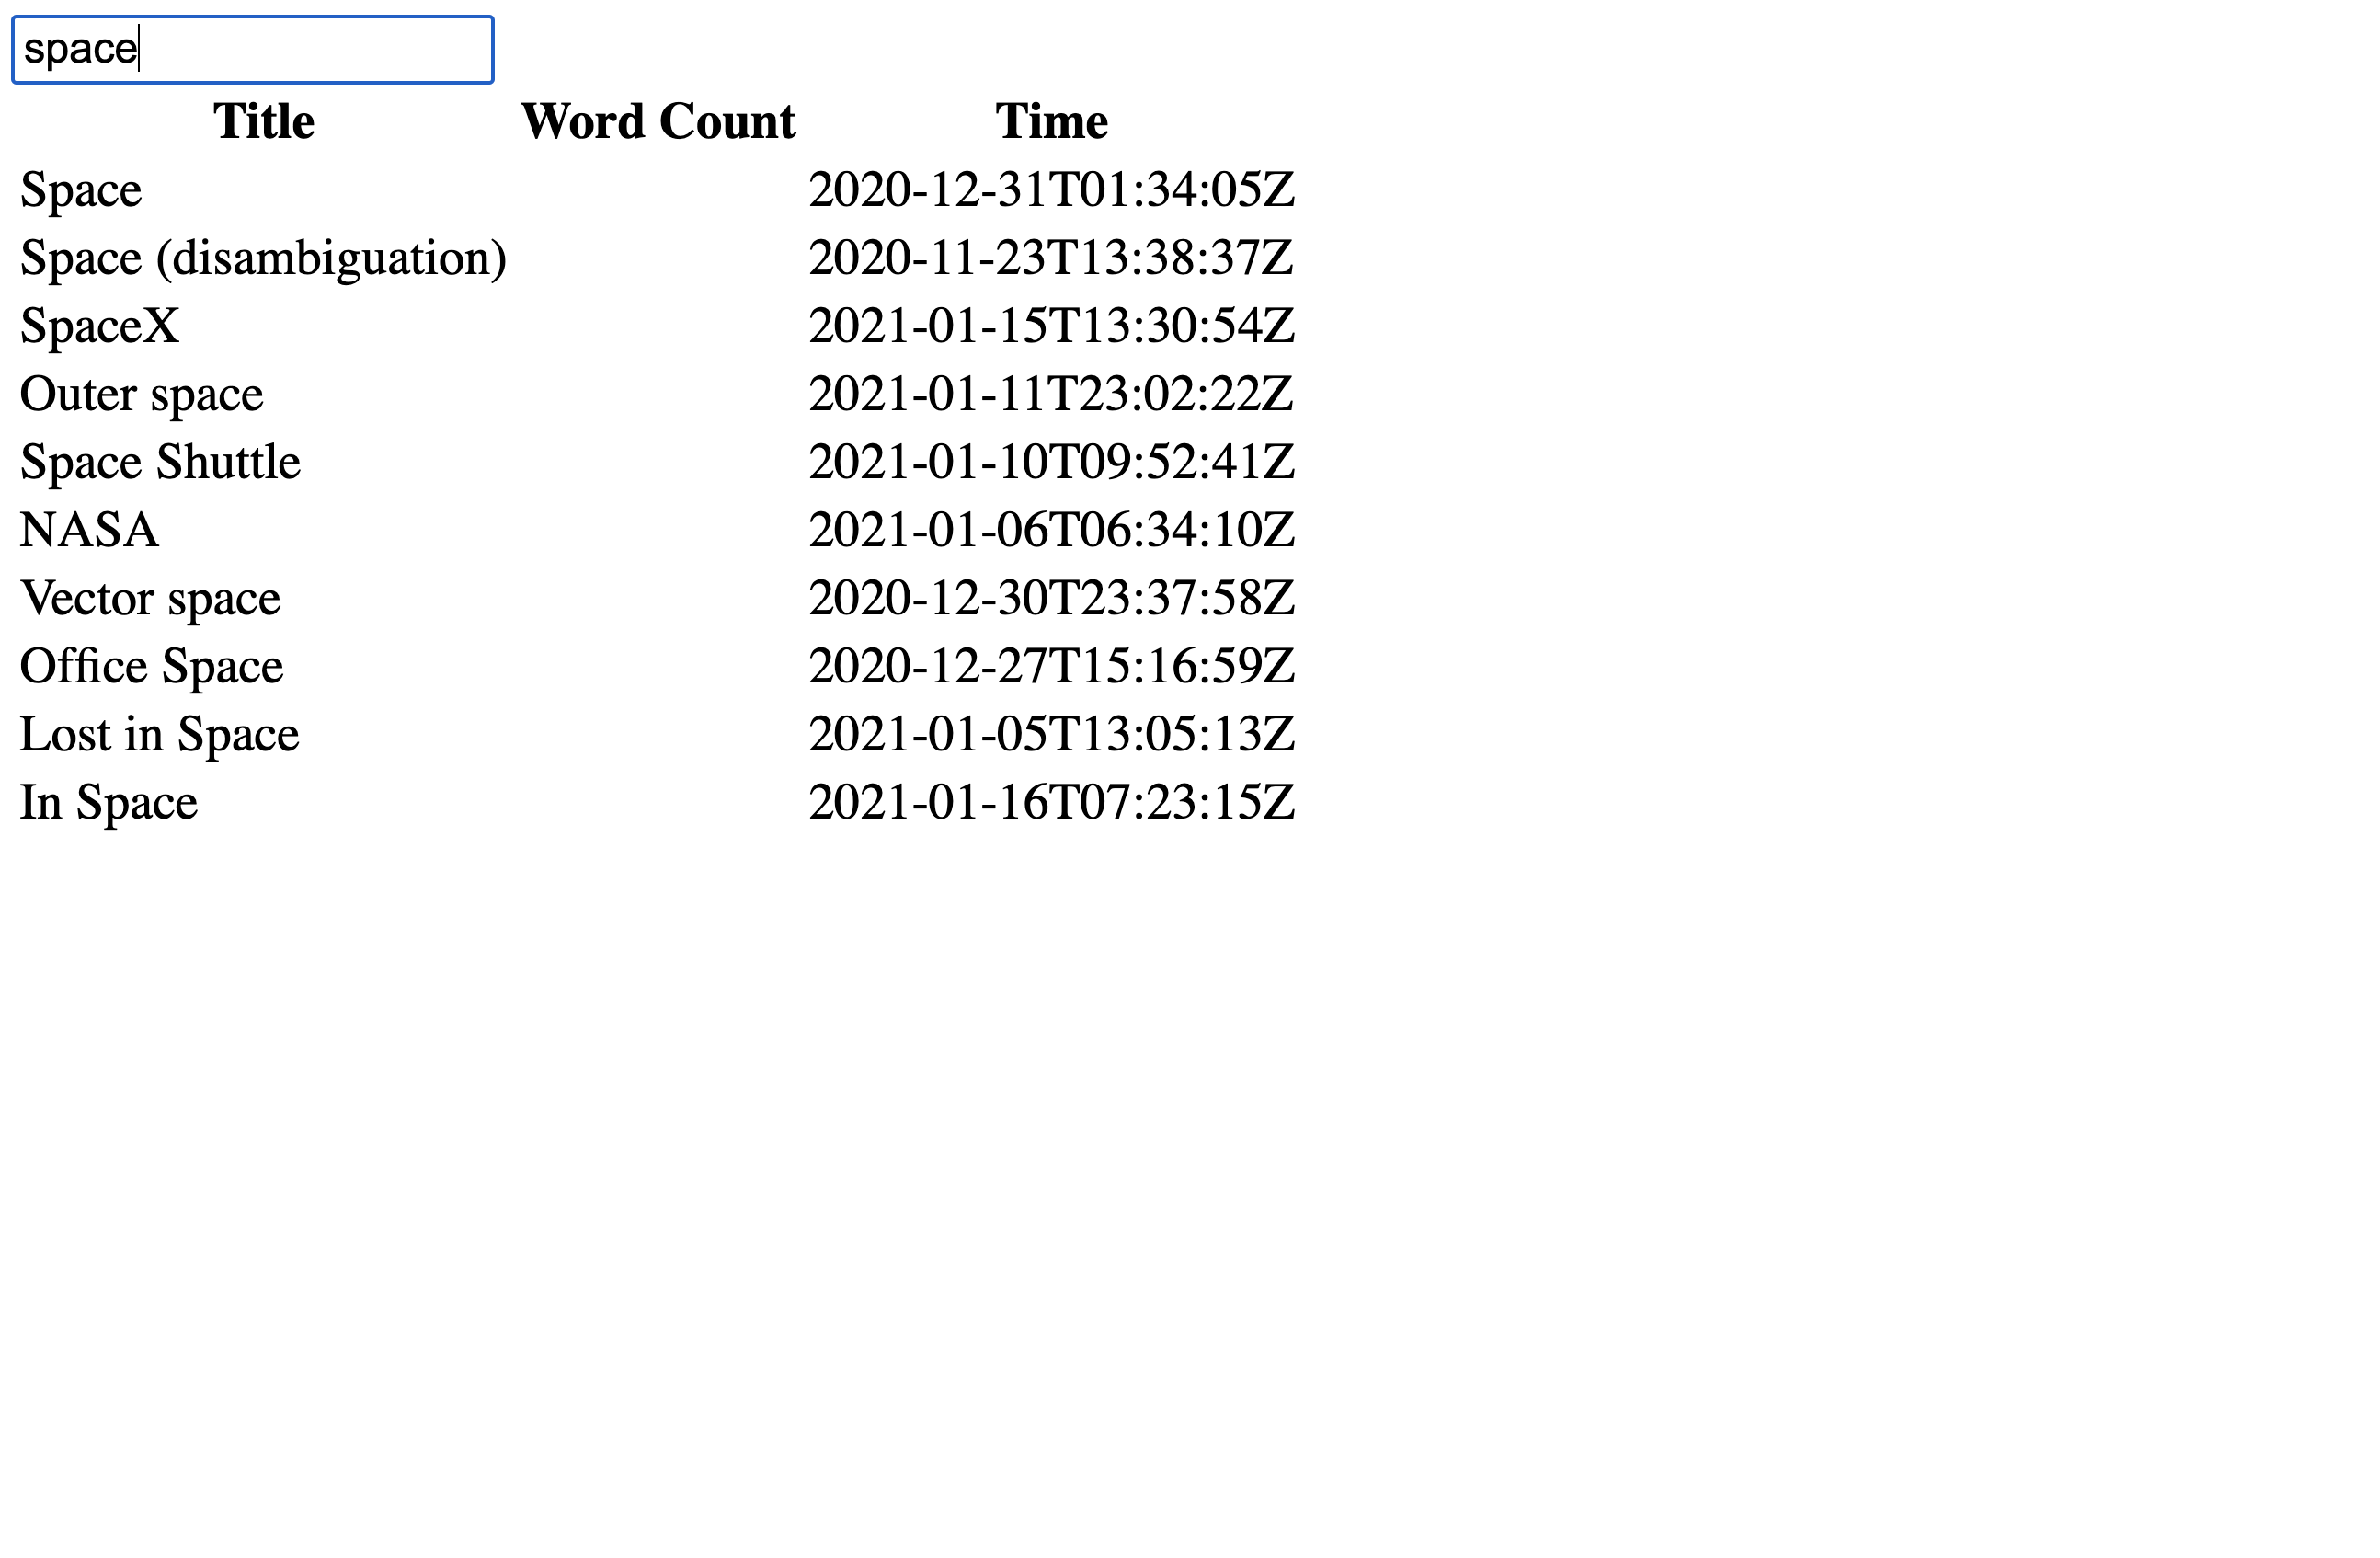 space
Title Word Count Time
Space 2020-12-31T01:34:05Z
Space (disambiguation) 2020-11-23T13:38:37Z
SpaceX 2021-01-15T13:30:54Z
Outer space 2021-01-11T23:02:22Z
Space Shuttle 2021-01-10T09:52:41Z
NASA 2021-01-06T06:34:10Z
Vector space 2020-12-30T23:37:58Z
Office Space 2020-12-27T15:16:59Z
Lost in Space 2021-01-05T13:05:13Z
In Space 2021-01-16T07:23:15Z